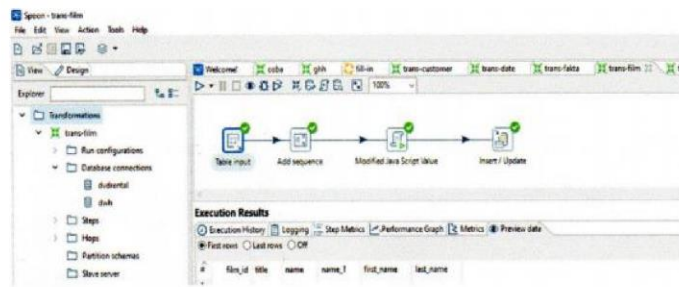 Spoon - trans-film
File Edit View Action Tools Help
View Design
Explorer
Transformations
trans-film
Run configurations
Database connections
dvdrental
dwh
Steps
Hops
Partition schemas
Slave server
Welcome! coba ghh fill-in trans-customer trans-date trans-fakta trans-film
100%
Table input Add sequence Modified Java Script Value Insert / Update
Execution Results
Execution History Logging Step Metrics Performance Graph Metrics Preview data
First rows Last rows Off
# film_id title name name_1 first_name last_name